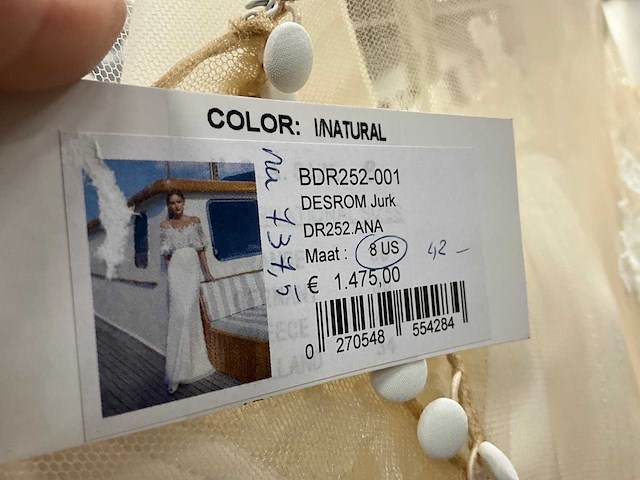 COLOR: I/NATURAL
nu 737,5
BDR252-001
DESROM Jurk
DR252.ANA
Maat : 8 US 42 –
€ 1.475,00
0 270548 554284